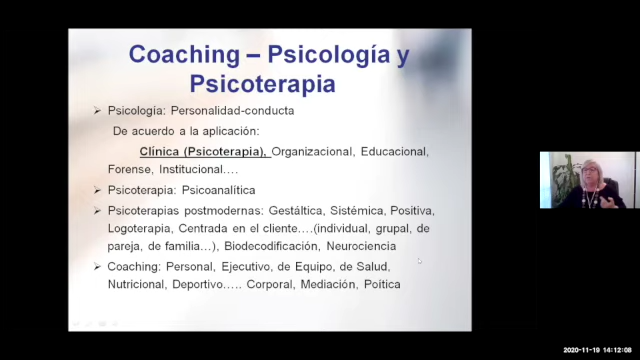 Coaching – Psicología y
Psicoterapia
Psicología: Personalidad-conducta
De acuerdo a la aplicación:
Clínica (Psicoterapia), Organizacional, Educacional,
Forense, Institucional....
Psicoterapia: Psicoanalítica
Psicoterapias postmodernas: Gestáltica, Sistémica, Positiva,
Logoterapia, Centrada en el cliente....(individual, grupal, de
pareja, de familia...), Biodecodificación, Neurociencia
Coaching: Personal, Ejecutivo, de Equipo, de Salud,
Nutricional, Deportivo..... Corporal, Mediación, Poitica
2020-11-19 14:12:08